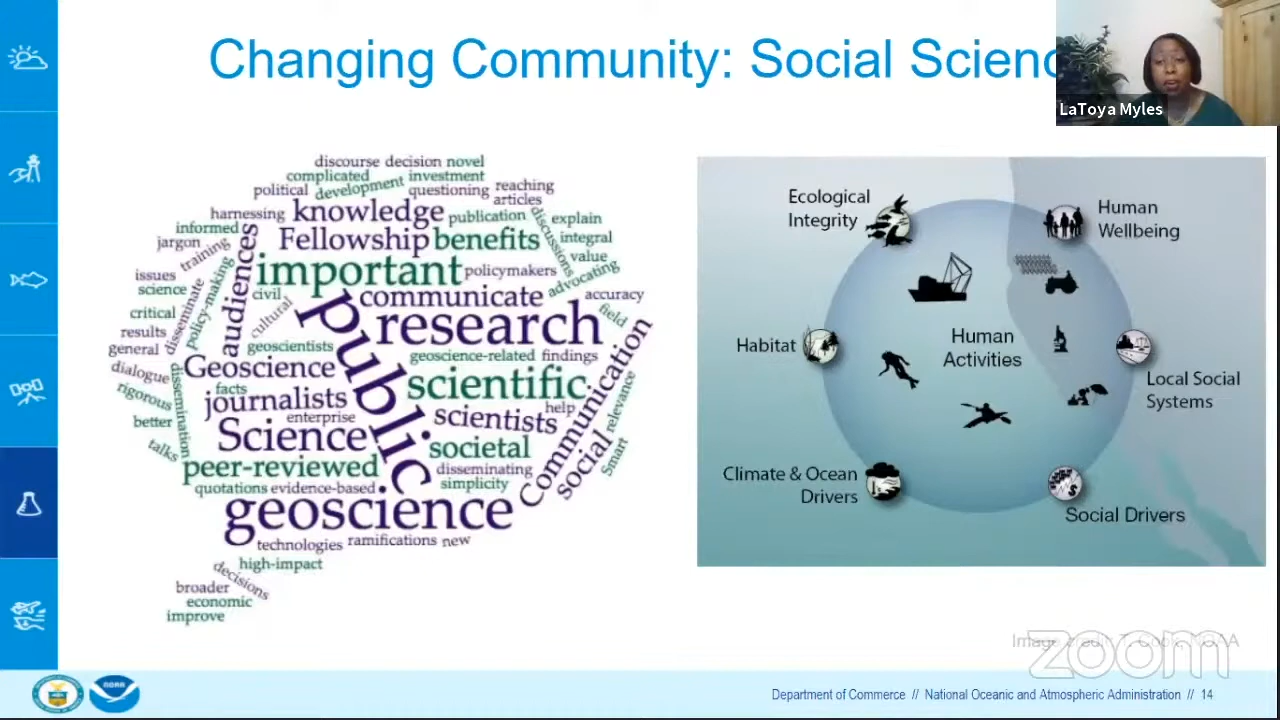 Changing Community: Social Scienc
LaToya Myles
discourse decision novel
complicated investment
political development questioning reaching
articles
harnessing knowledge publication discussions explain
informed
jargon training audiences Fellowship benefits integral
value
issues important policymakers advocating
science disseminate policy-making civil communicate accuracy
critical cultural public research field
results
general geoscientists geoscience-related findings
dialogue Geoscience scientific Communication
rigorous dissemination facts journalists help relevance
better enterprise scientists
talks Science societal social Smart
peer-reviewed disseminating
quotations evidence-based simplicity
geoscience
technologies ramifications new
high-impact
decisions
broader
economic
improve
Ecological
Integrity
Human
Wellbeing
Habitat
Human
Activities
Local Social
Systems
Climate & Ocean
Drivers
Social Drivers
zoom
NOAA
Department of Commerce // National Oceanic and Atmospheric Administration // 14